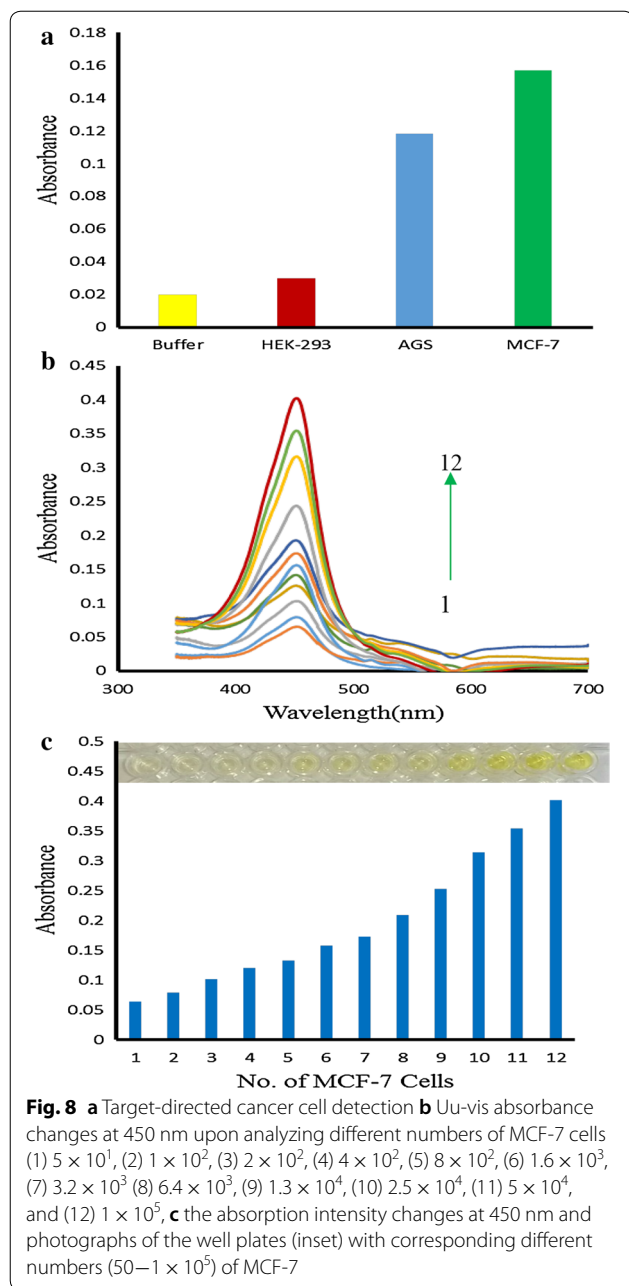 a
0.18
0.16
0.14
0.12
0.1
0.08
0.06
0.04
0.02
0
Absorbance
Buffer HEK-293 AGS MCF-7
b
0.45
0.4
0.35
0.3
0.25
0.2
0.15
0.1
0.05
0
Absorbance
12
1
300 400 500 600 700
Wavelength(nm)
c
0.5
0.45
0.4
0.35
0.3
0.25
0.2
0.15
0.1
0.05
0
Absorbance
1 2 3 4 5 6 7 8 9 10 11 12
No. of MCF-7 Cells
Fig. 8 a Target-directed cancer cell detection b Uu-vis absorbance
changes at 450 nm upon analyzing different numbers of MCF-7 cells
(1) 5 × 10¹, (2) 1 × 10², (3) 2 × 10², (4) 4 × 10², (5) 8 × 10², (6) 1.6 × 10³,
(7) 3.2 × 10³ (8) 6.4 × 10³, (9) 1.3 × 10⁴, (10) 2.5 × 10⁴, (11) 5 × 10⁴,
and (12) 1 × 10⁵, c the absorption intensity changes at 450 nm and
photographs of the well plates (inset) with corresponding different
numbers (50−1 × 10⁵) of MCF-7